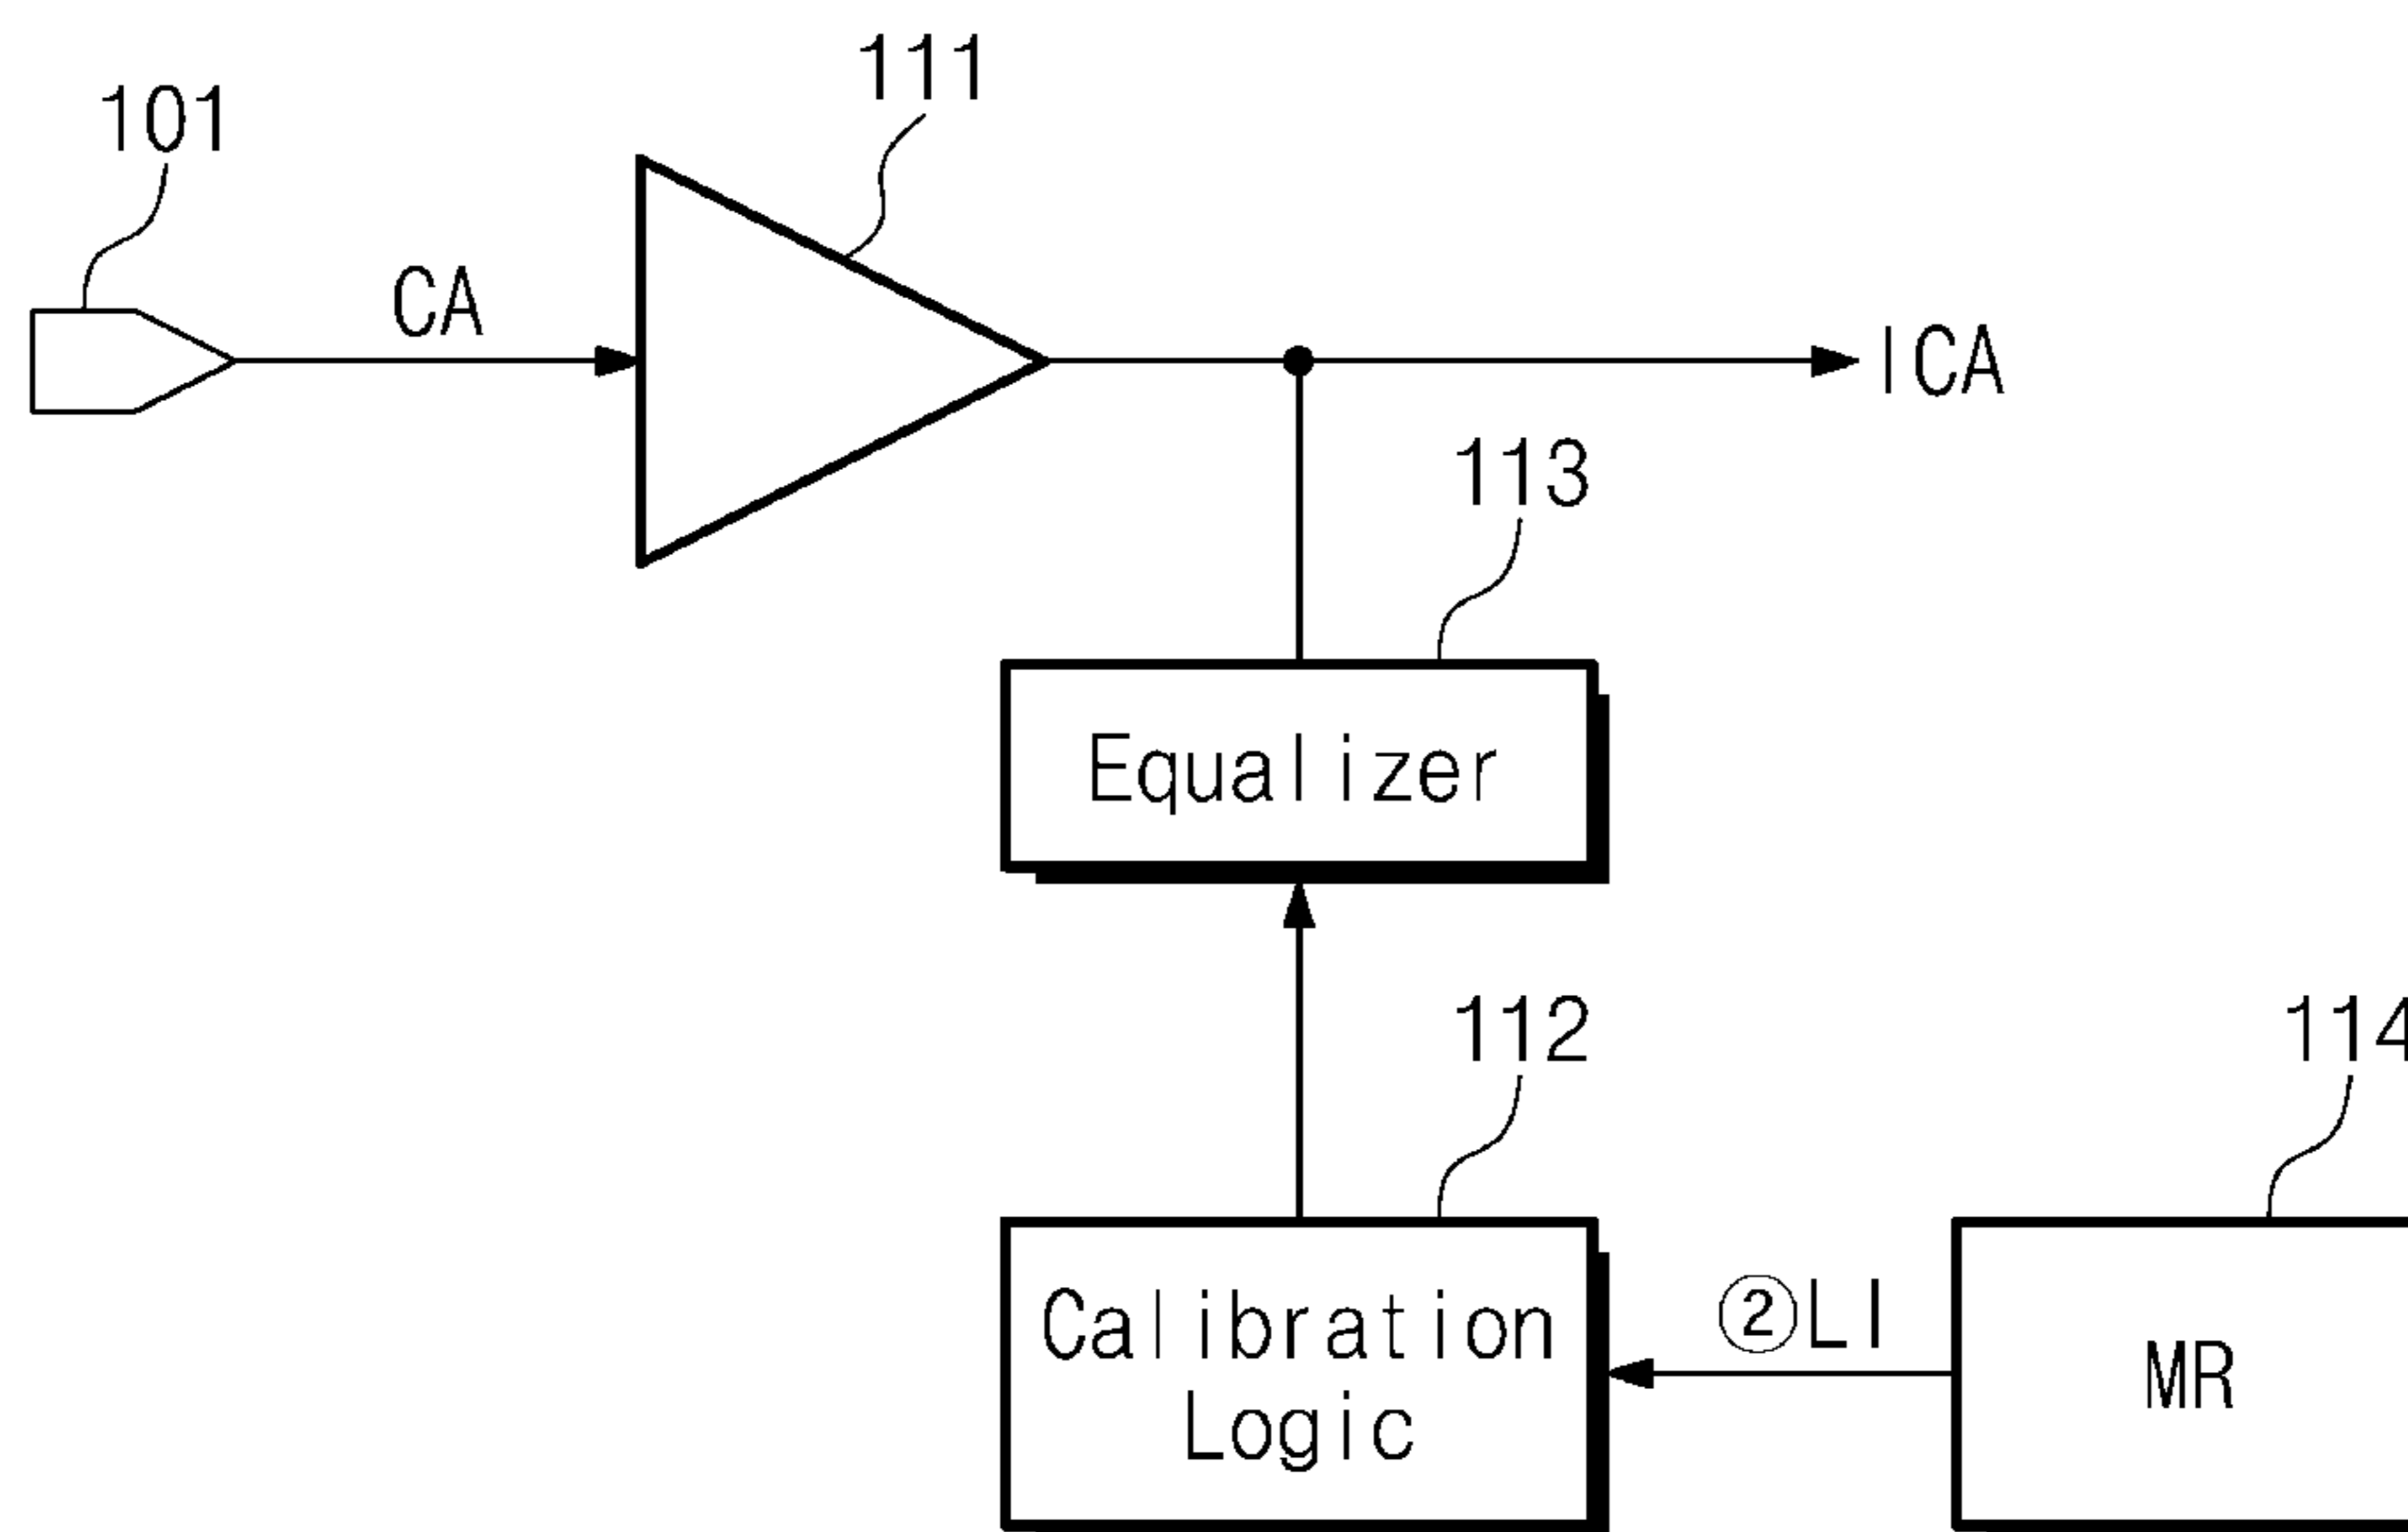 111
101
CA
ICA
113
Equalizer
112
114
Calibration
Logic
②LI
MR